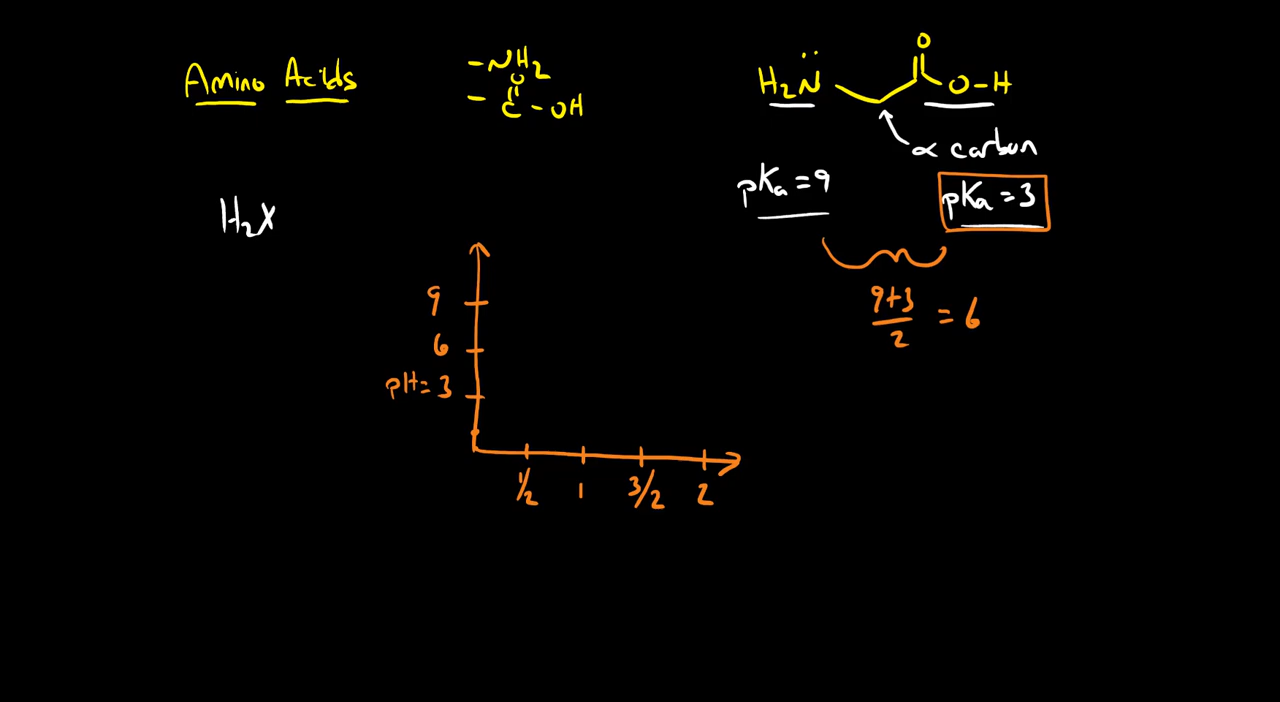 Amino Acids
-NH2
O
- C - OH
O
H2N O-H
∝ carbon
pKa = 9
pKa = 3
H2X
9+3
2
= 6
9
6
pH = 3
1/2 1 3/2 2